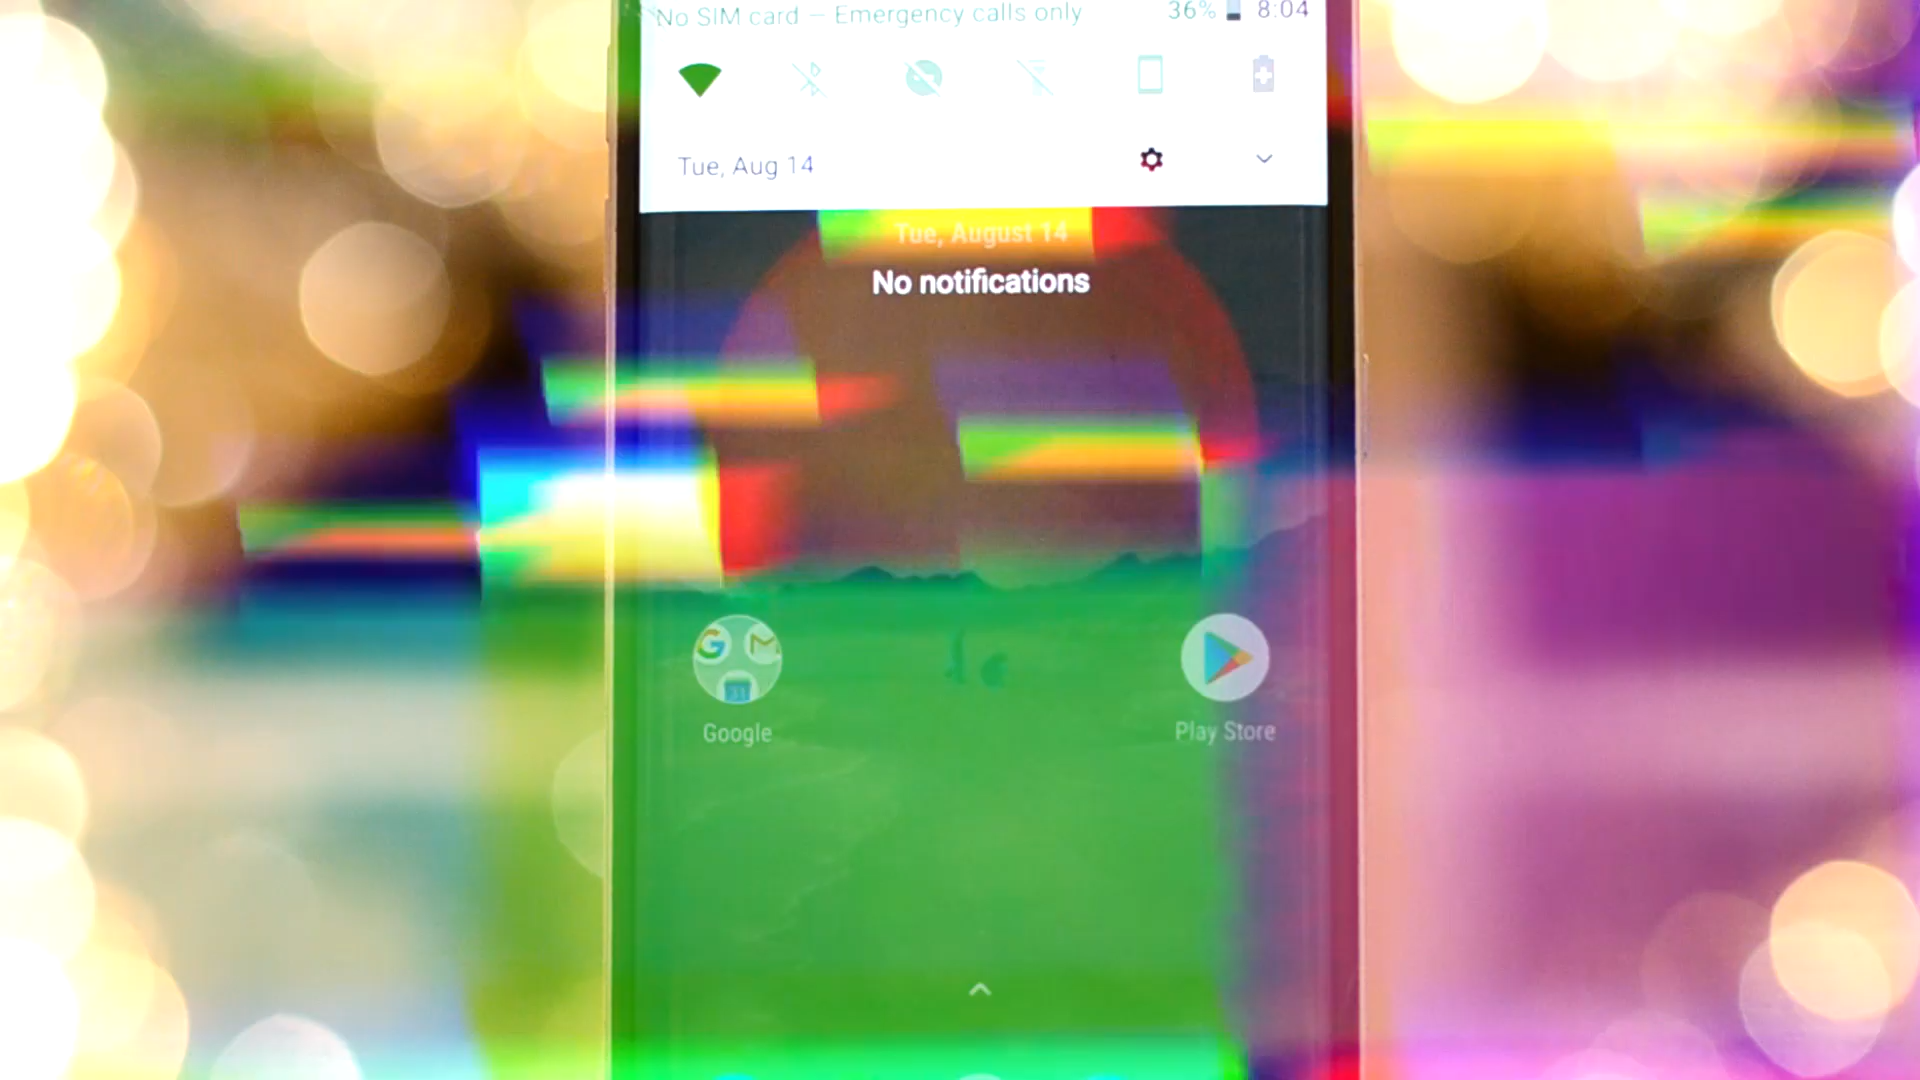 No SIM card – Emergency calls only 36% 8:04
Tue, Aug 14
Tue, August 14
No notifications
Google
Play Store